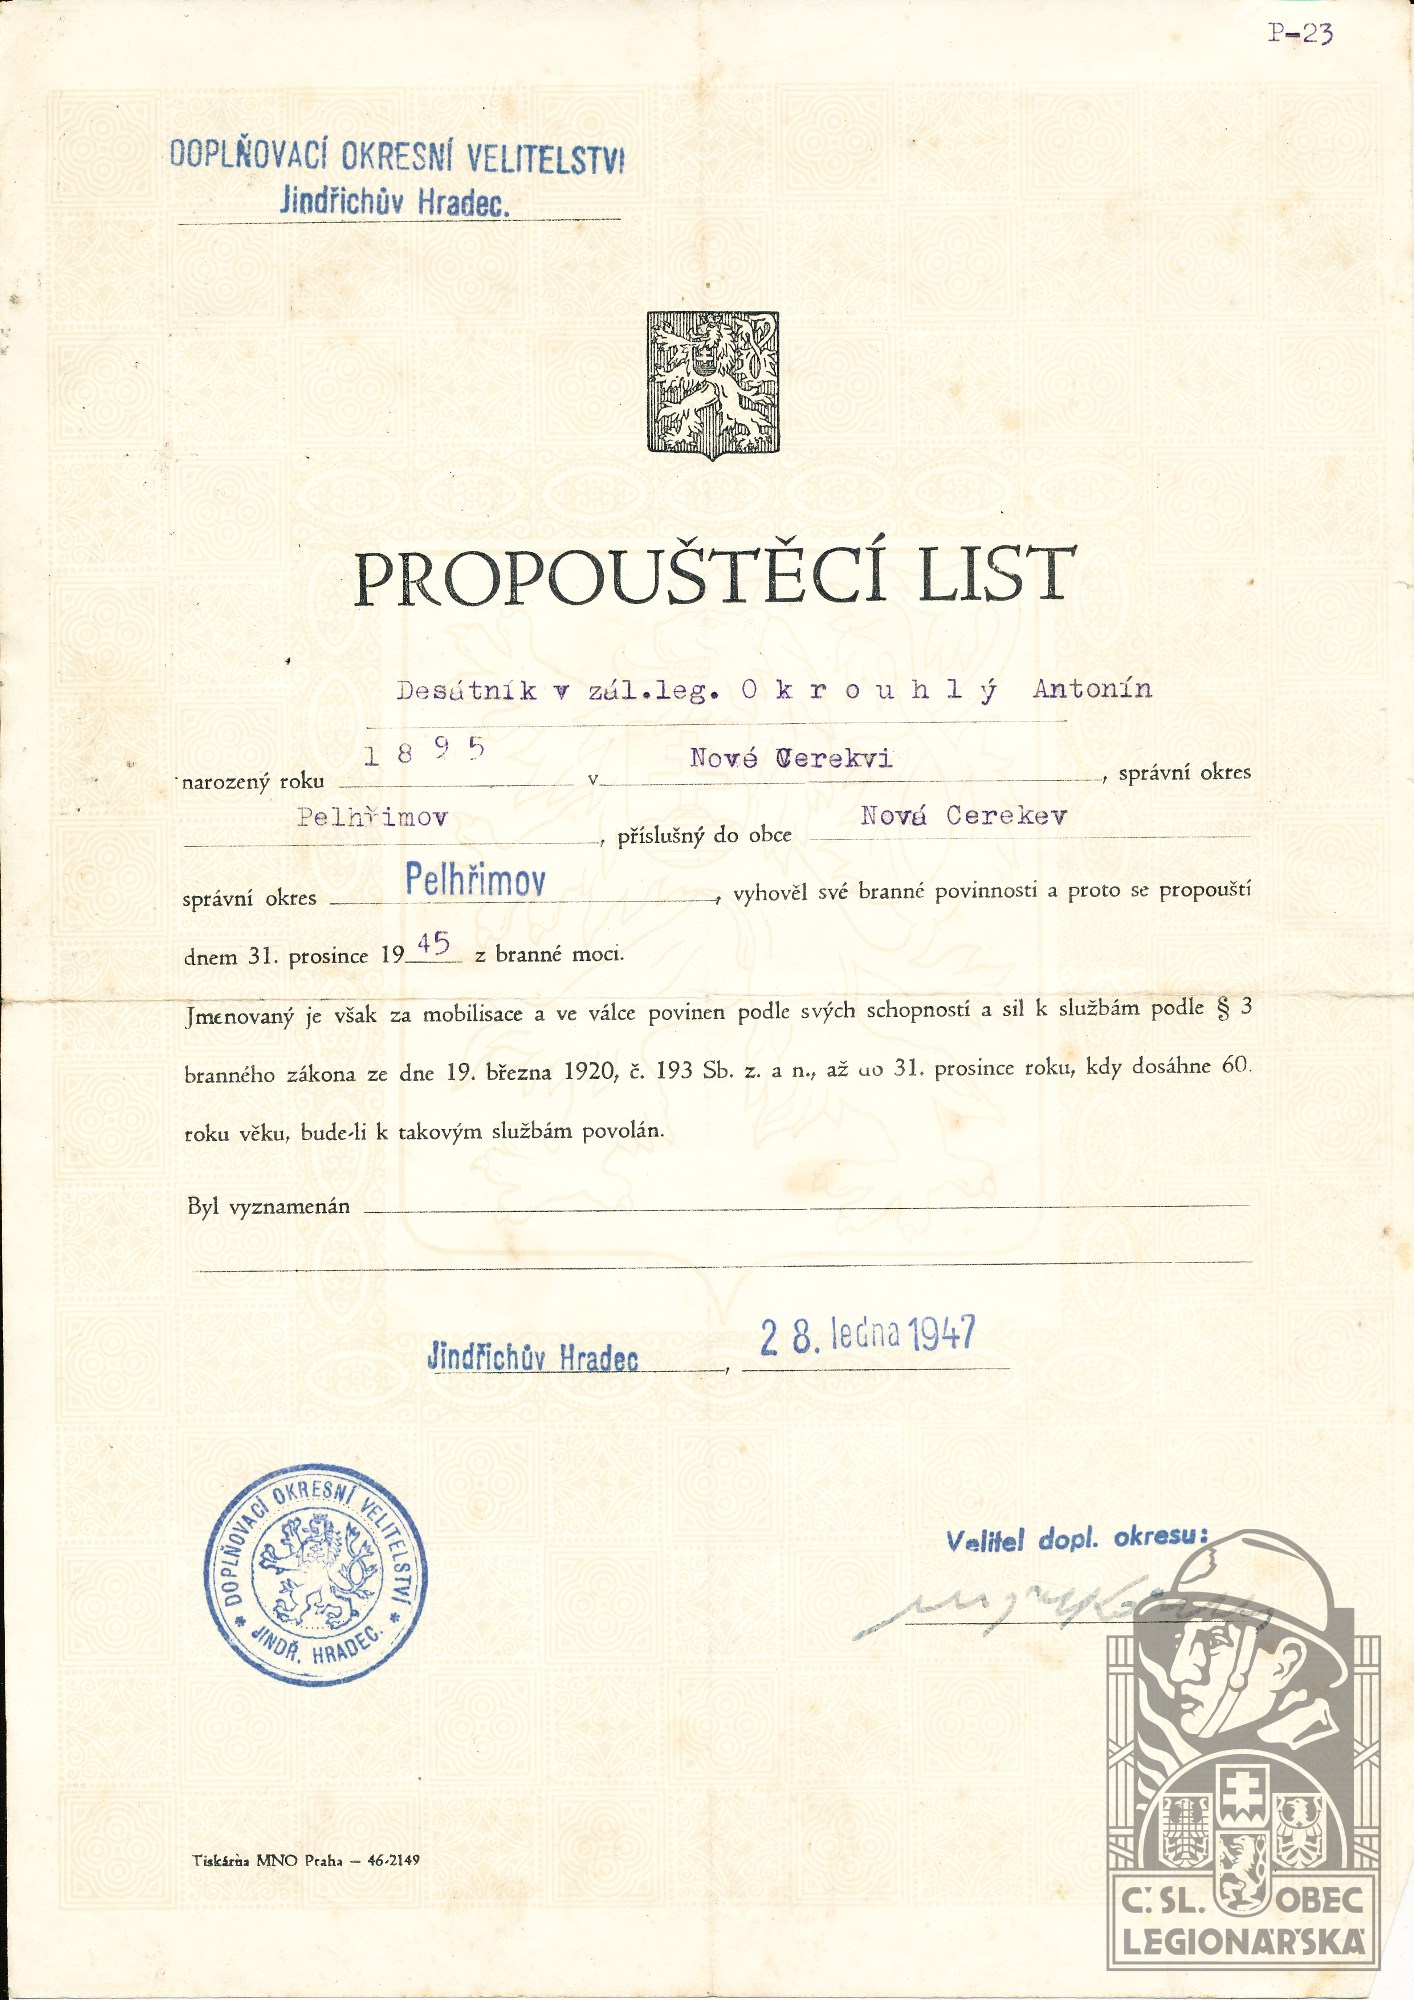 P-23
DOPLŇOVACÍ OKRESNÍ VELITELSTVI
Jindřichův Hradec.
PROPOUŠTĚCÍ LIST
Desátník v zál.leg. O k r o u h l ý Antonín
narozený roku 1 8 9 5 v Nové Cerekvi, správní okres
Pelhřimov, příslušný do obce Nová Cerekev
správní okres Pelhřimov, vyhověl své branné povinnosti a proto se propouští
dnem 31. prosince 1945 z branné moci.
Jmenovaný je však za mobilisace a ve válce povinen podle svých schopností a sil k službám podle § 3
branného zákona ze dne 19. března 1920, č. 193 Sb. z. a n., až do 31. prosince roku, kdy dosáhne 60.
roku věku, bude-li k takovým službám povolán.
Byl vyznamenán
Jindřichův Hradec, 28. ledna 1947
DOPLŇOVACÍ OKRESNÍ VELITELSTVÍ
* JINDŘ. HRADEC. *
Velitel dopl. okresu:
Tiskárna MNO Praha — 46-2149
Č. SL. OBEC
LEGIONÁŘSKÁ